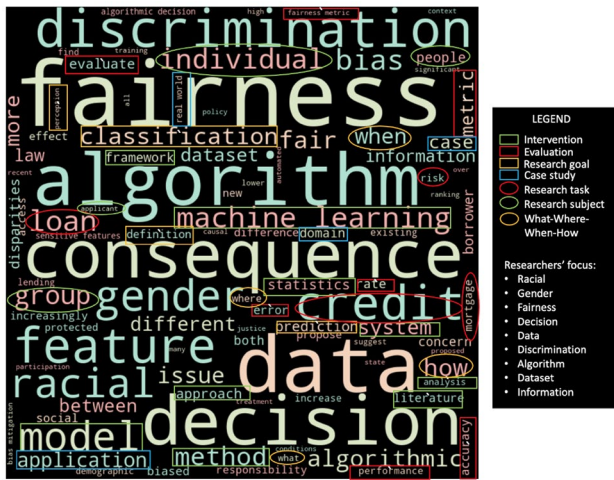 algorithmic decision
high
fairness metric
context
discrimination
find
training
evaluate
individual
bias
people
significant
fairness
perception
all
real world
policy
metric
more
effect
classification
fair
when
case
law
framework
dataset
automated
information
recent
algorithm
new
lower
risk
over
ranking
disparities
access
applicant
loan
sensitive features
machine learning
borrower
definition
causal
difference
domain
existing
consequence
lending
statistics
rate
group
gender
where
error
credit
mortgage
increasingly
protected
different
justice
both
prediction
propose
system
suggest
concern
proposed
feature
many
data
state
how
participation
racial
issue
analysis
approach
treatment
increase
literature
between
social
decision
bias mitigation
model
method
what
conditions
algorithmic
accuracy
application
demographic
biased
responsibility
performance
LEGEND
Intervention
Evaluation
Research goal
Case study
Research task
Research subject
What-Where-
When-How
Researchers’ focus:
• Racial
• Gender
• Fairness
• Decision
• Data
• Discrimination
• Algorithm
• Dataset
• Information